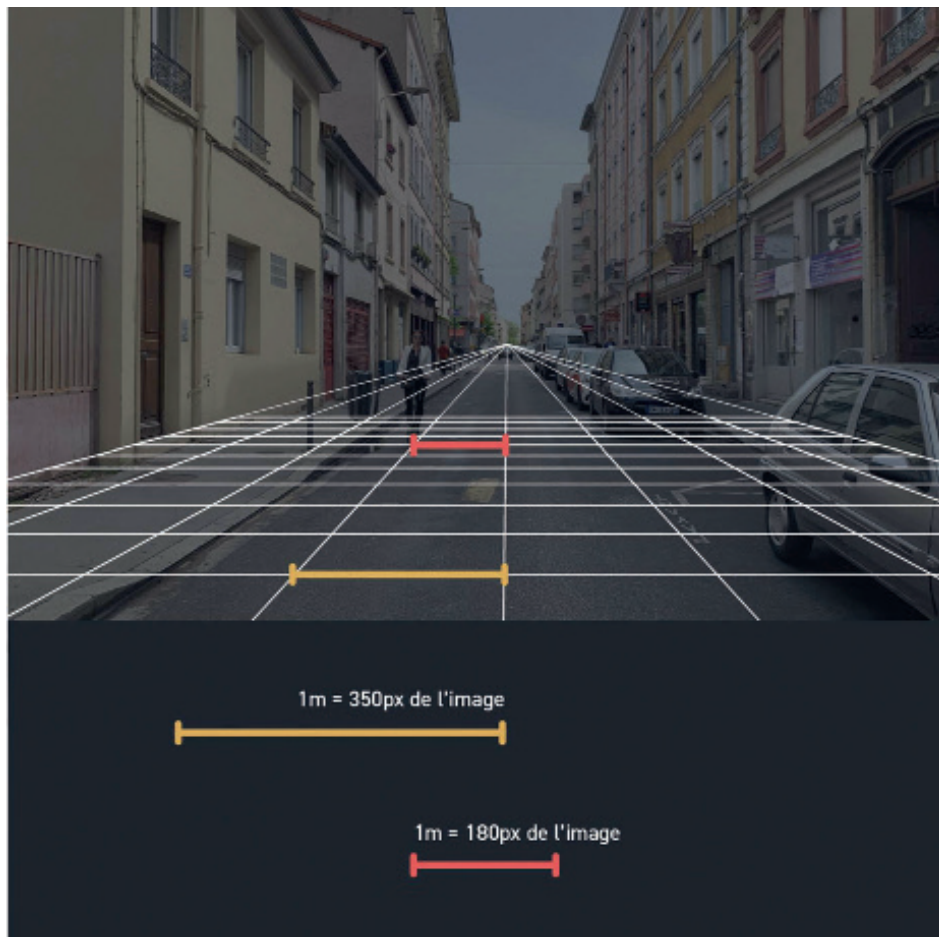 1m = 350px de l'image
1m = 180px de l'image